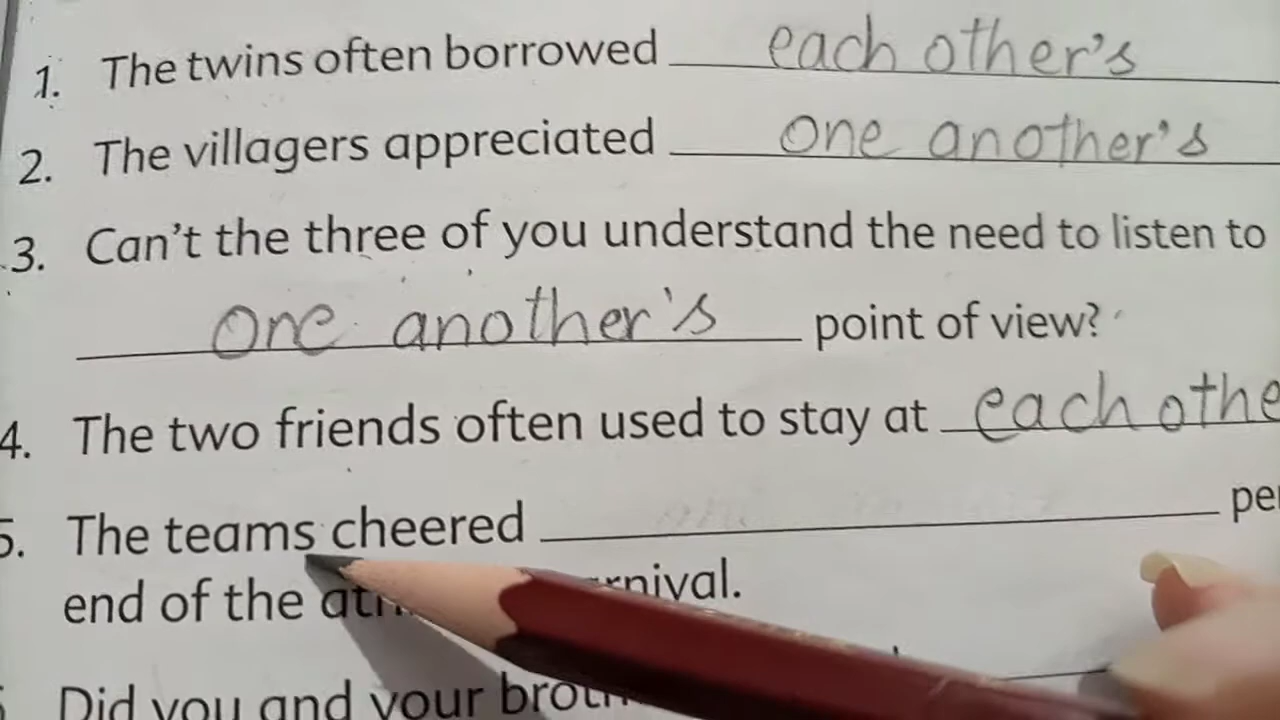 1. The twins often borrowed each other's
2. The villagers appreciated one another's
3. Can't the three of you understand the need to listen to
one another's point of view?
4. The two friends often used to stay at each othe
5. The teams cheered
end of the
Did you and your